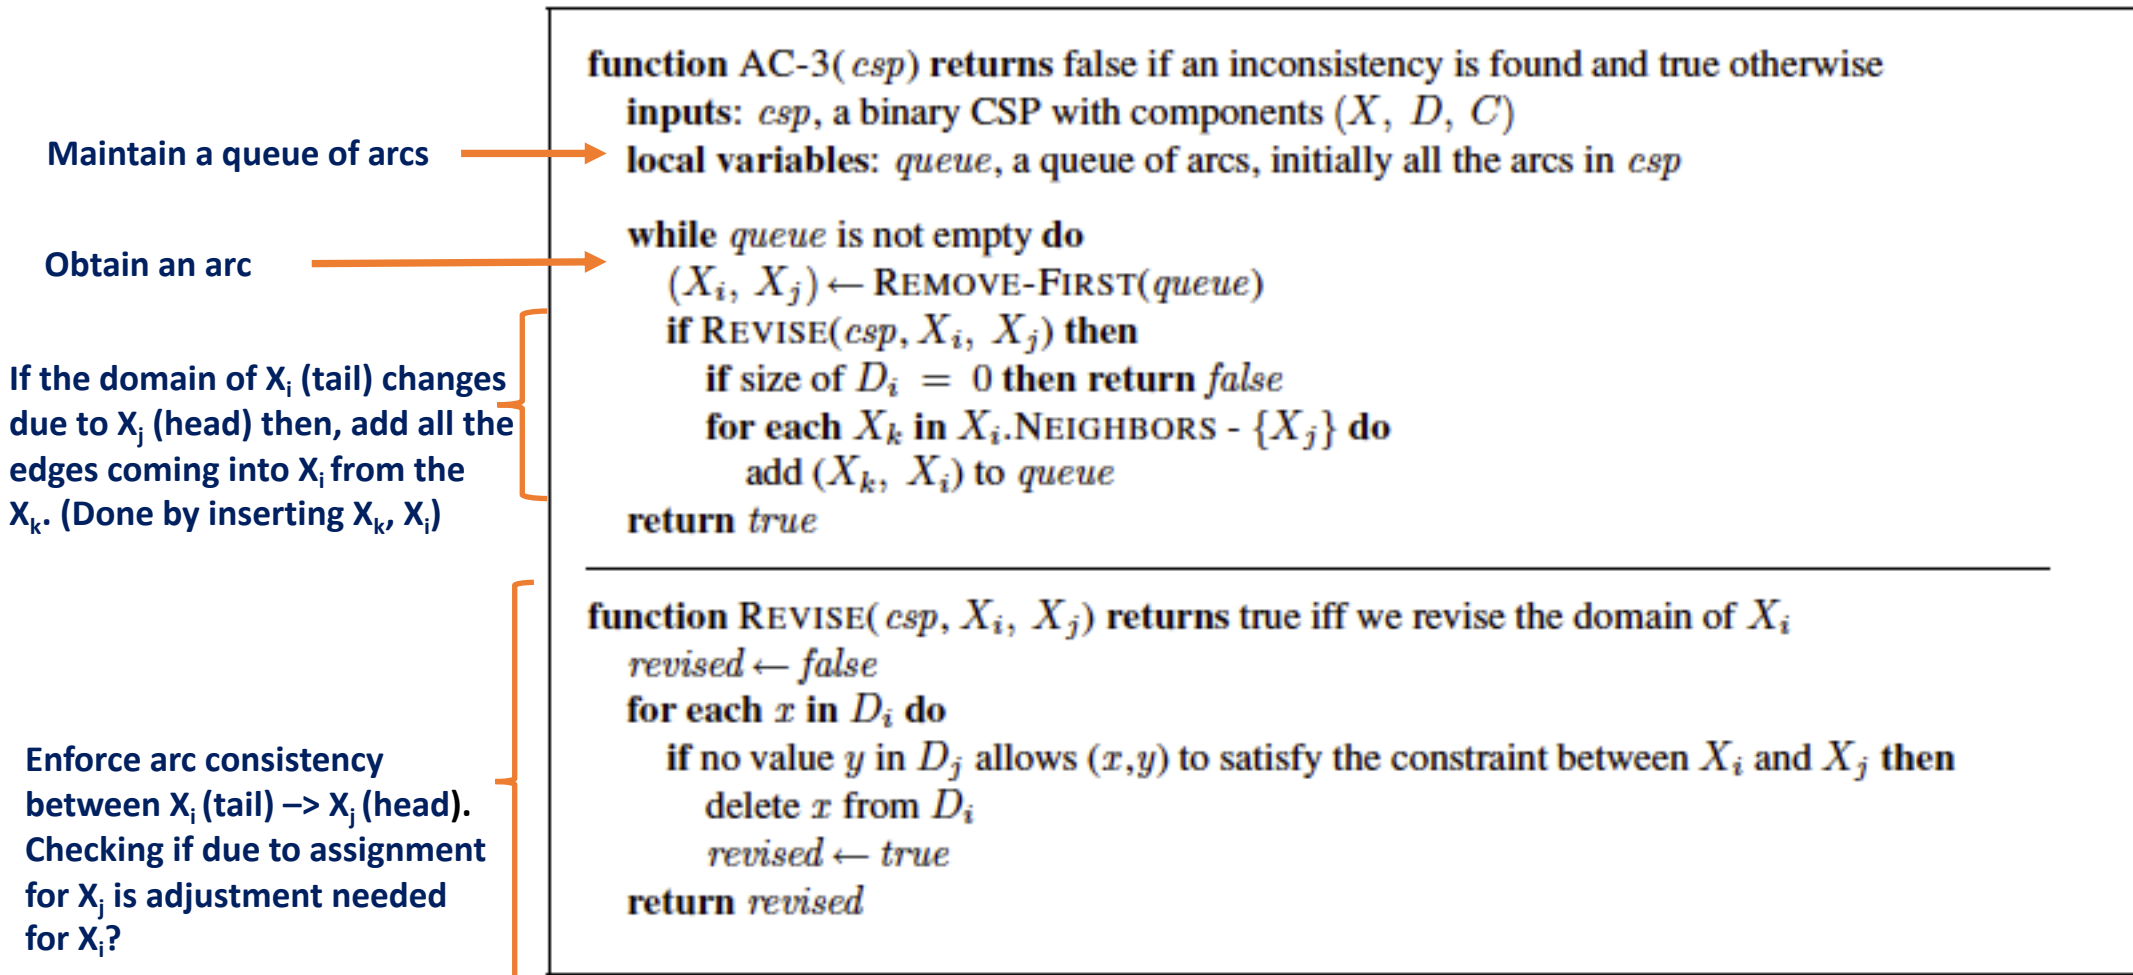 function AC-3(csp) returns false if an inconsistency is found and true otherwise
inputs: csp, a binary CSP with components (X, D, C)
Maintain a queue of arcs
local variables: queue, a queue of arcs, initially all the arcs in csp
while queue is not empty do
Obtain an arc
(Xi, Xj) ← REMOVE-FIRST(queue)
if REVISE(csp, Xi, Xj) then
if size of Di = 0 then return false
for each Xk in Xi.NEIGHBORS - {Xj} do
add (Xk, Xi) to queue
return true
If the domain of Xi (tail) changes
due to Xj (head) then, add all the
edges coming into Xi from the
Xk. (Done by inserting Xk, Xi)
function REVISE(csp, Xi, Xj) returns true iff we revise the domain of Xi
revised ← false
for each x in Di do
if no value y in Dj allows (x,y) to satisfy the constraint between Xi and Xj then
delete x from Di
revised ← true
return revised
Enforce arc consistency
between Xi (tail) –> Xj (head).
Checking if due to assignment
for Xj is adjustment needed
for Xi?